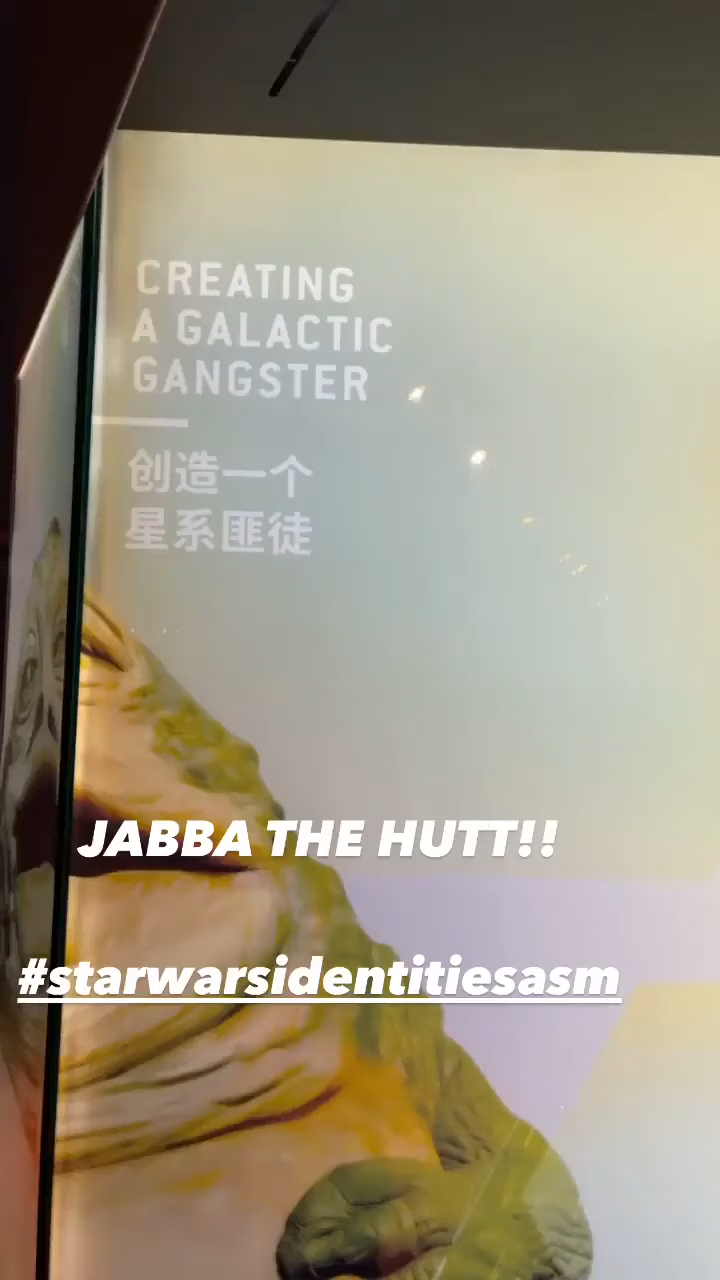 CREATING
A GALACTIC
GANGSTER
创造一个
星系匪徒
JABBA THE HUTT!!
#starwarsidentitiesasm